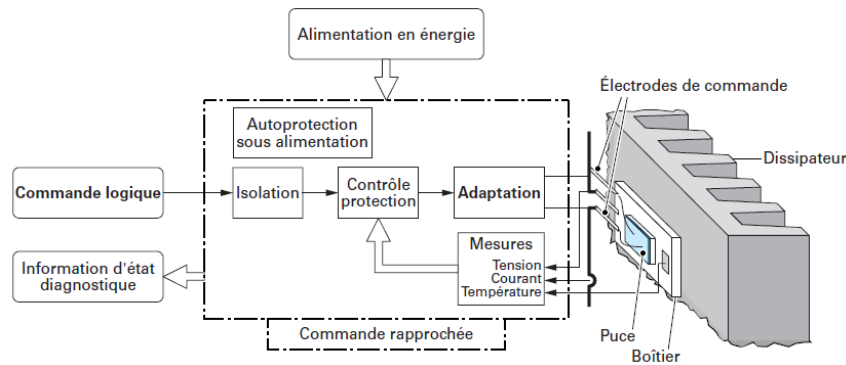 Alimentation en énergie
Électrodes de commande
Autoprotection
sous alimentation
Dissipateur
Commande logique
Isolation
Contrôle
protection
Adaptation
Mesures
Tension
Courant
Température
Information d'état
diagnostique
Commande rapprochée
Puce
Boîtier